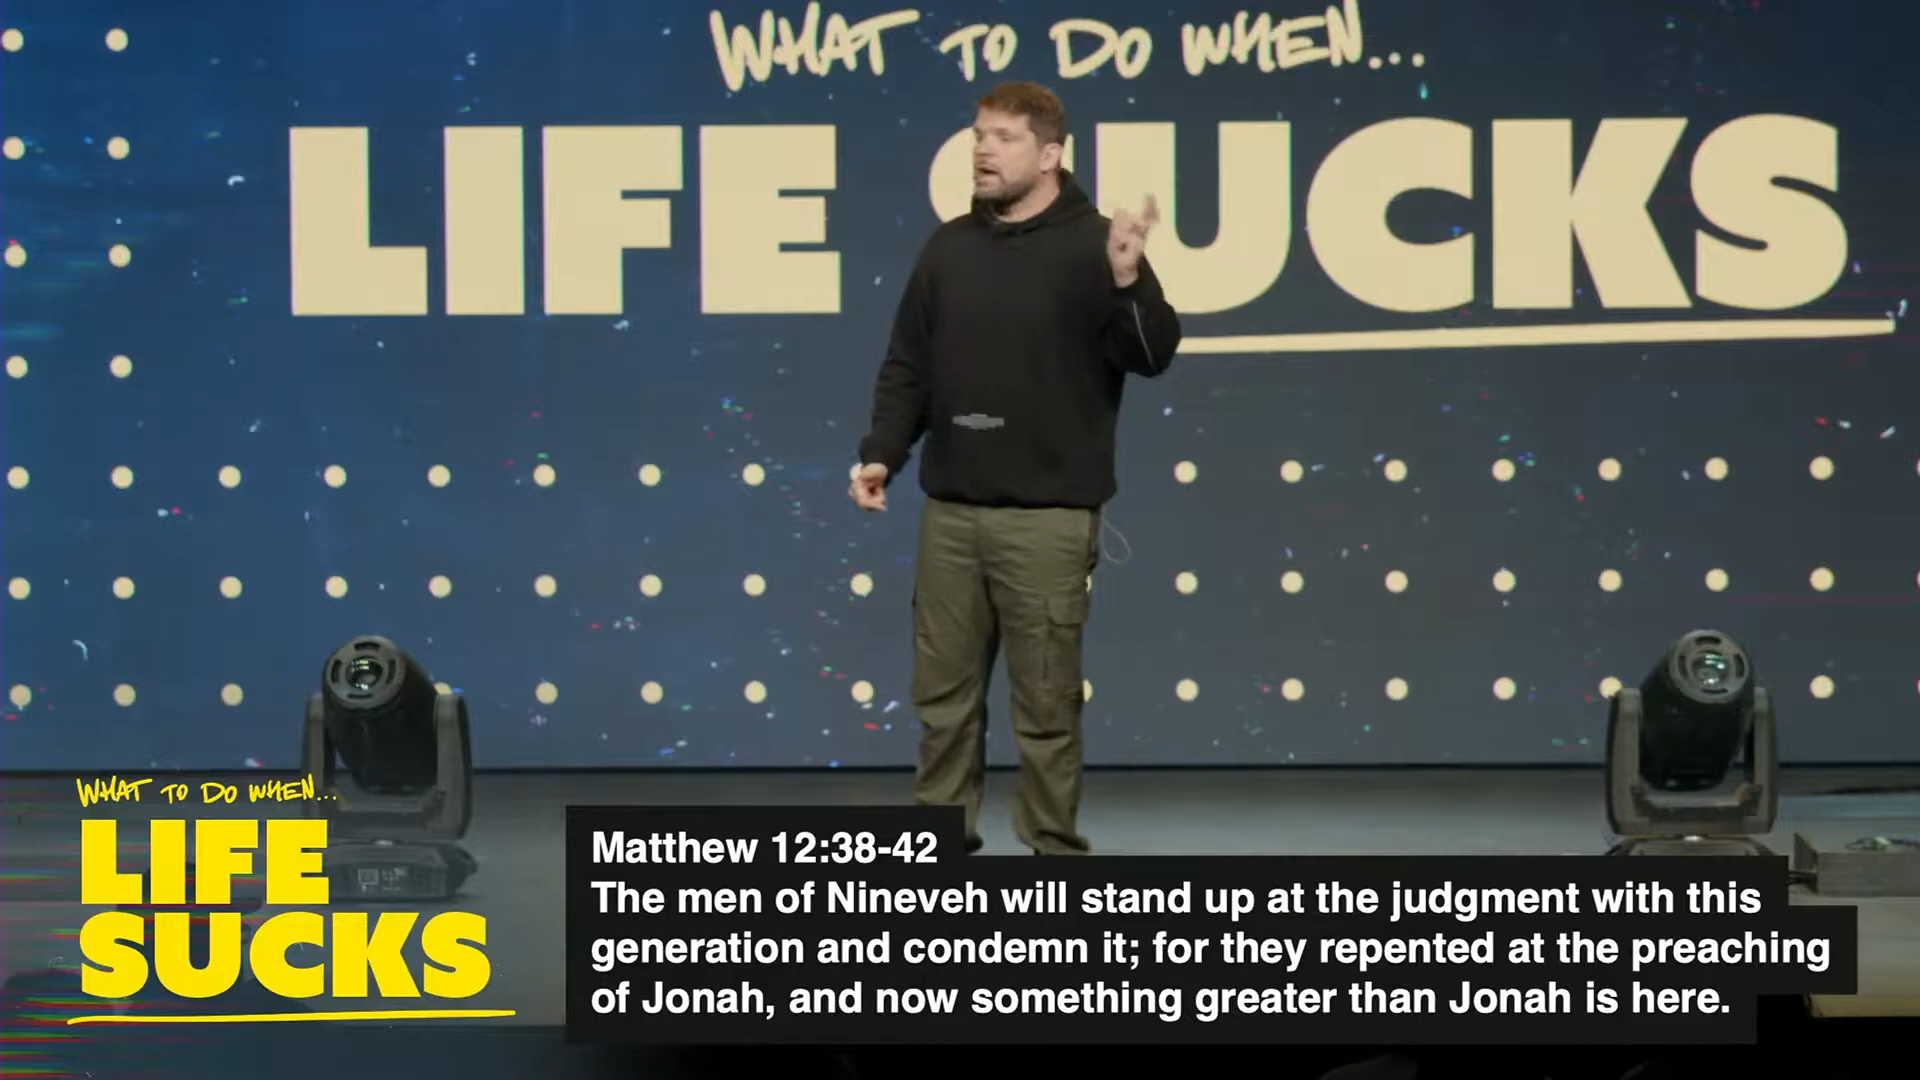 WHAT TO DO WHEN...
LIFE SUCKS
WHAT TO DO WHEN...
LIFE
SUCKS
Matthew 12:38-42
The men of Nineveh will stand up at the judgment with this
generation and condemn it; for they repented at the preaching
of Jonah, and now something greater than Jonah is here.